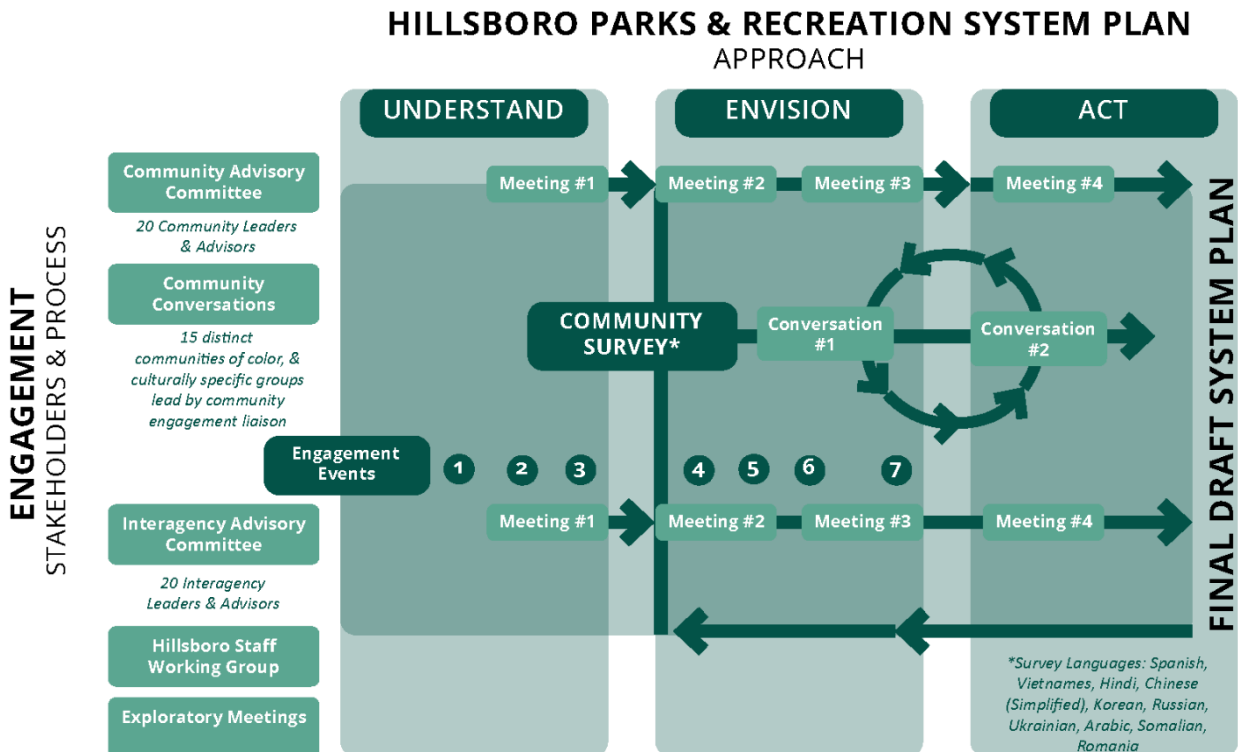 HILLSBORO PARKS & RECREATION SYSTEM PLAN
APPROACH
UNDERSTAND
ENVISION
ACT
ENGAGEMENT
STAKEHOLDERS & PROCESS
Community Advisory
Committee
20 Community Leaders
& Advisors
Meeting #1
Meeting #2
Meeting #3
Meeting #4
Community
Conversations
15 distinct
communities of color, &
culturally specific groups
lead by community
engagement liaison
COMMUNITY
SURVEY*
Conversation
#1
Conversation
#2
Engagement
Events
1
2
3
4
5
6
7
Interagency Advisory
Committee
20 Interagency
Leaders & Advisors
Meeting #1
Meeting #2
Meeting #3
Meeting #4
Hillsboro Staff
Working Group
Exploratory Meetings
FINAL DRAFT SYSTEM PLAN
*Survey Languages: Spanish,
Vietnames, Hindi, Chinese
(Simplified), Korean, Russian,
Ukrainian, Arabic, Somalian,
Romania